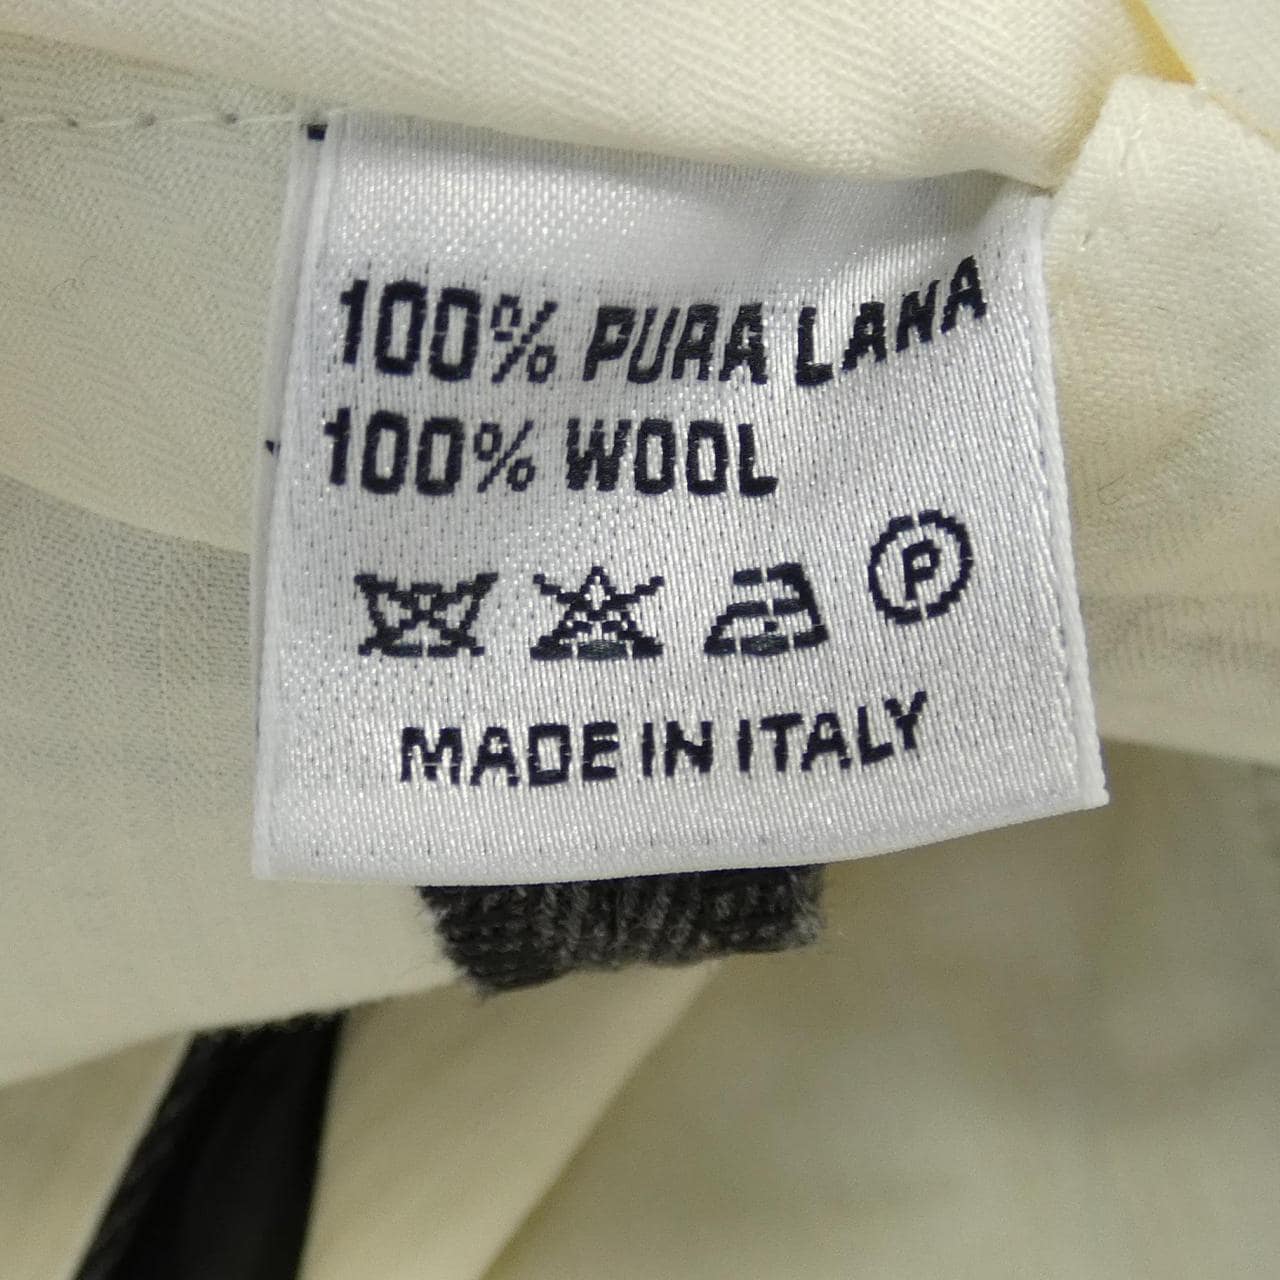 100% PURA LANA
100% WOOL
P
MADE IN ITALY